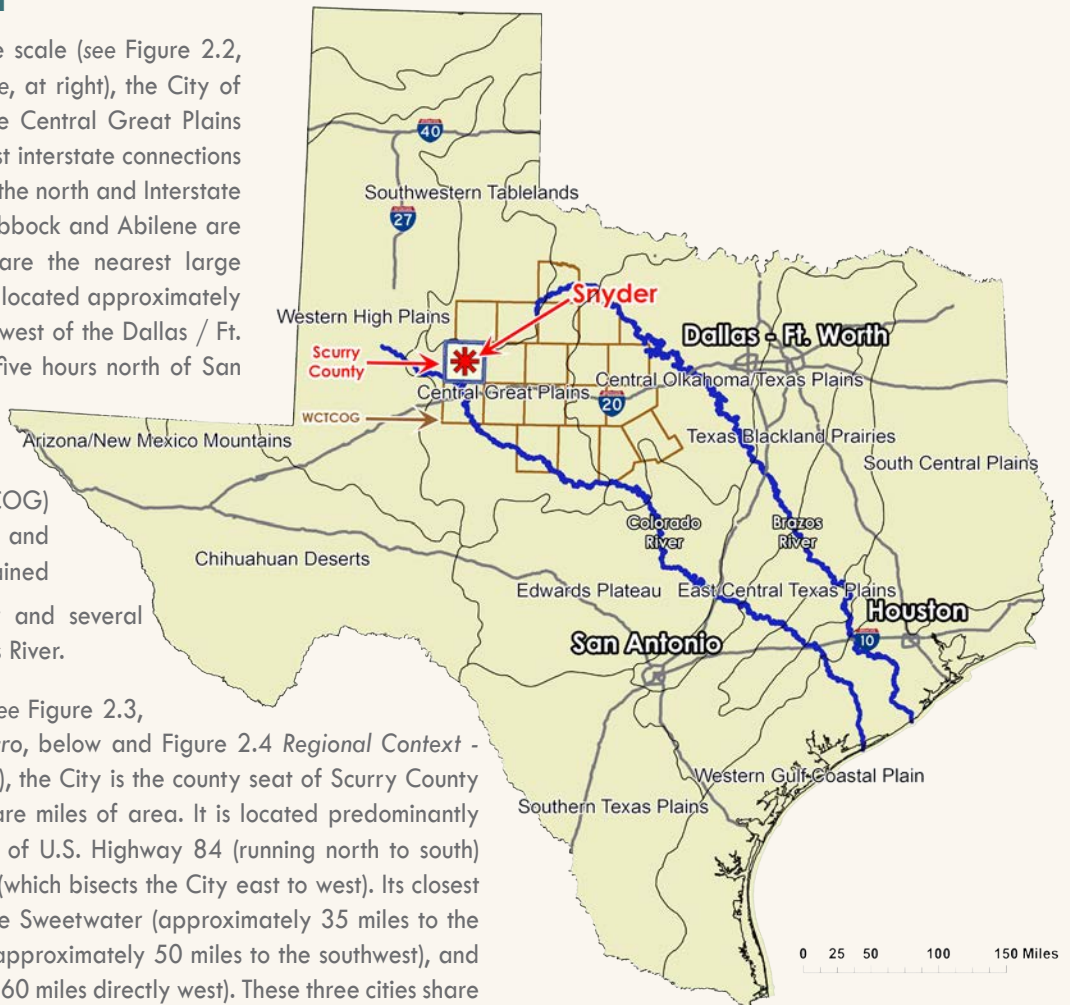 e scale (see Figure 2.2,
e, at right), the City of
e Central Great Plains
st interstate connections
the north and Interstate
bbock and Abilene are
are the nearest large
located approximately
west of the Dallas / Ft.
five hours north of San
COG)
and
ained
and several
s River.
ee Figure 2.3,
cro, below and Figure 2.4 Regional Context -
), the City is the county seat of Scurry County
are miles of area. It is located predominantly
of U.S. Highway 84 (running north to south)
(which bisects the City east to west). Its closest
e Sweetwater (approximately 35 miles to the
approximately 50 miles to the southwest), and
60 miles directly west). These three cities share
40
Southwestern Tablelands
27
Snyder
Western High Plains
Dallas - Ft. Worth
Scurry
County
Central Olkahoma/Texas Plains
Central Great Plains
20
WCTCOG
Texas Blackland Prairies
Arizona/New Mexico Mountains
South Central Plains
Colorado
River
Brazos
River
Chihuahuan Deserts
Edwards Plateau
East Central Texas Plains
Houston
San Antonio
10
Western Gulf Coastal Plain
Southern Texas Plains
0 25 50 100 150 Miles